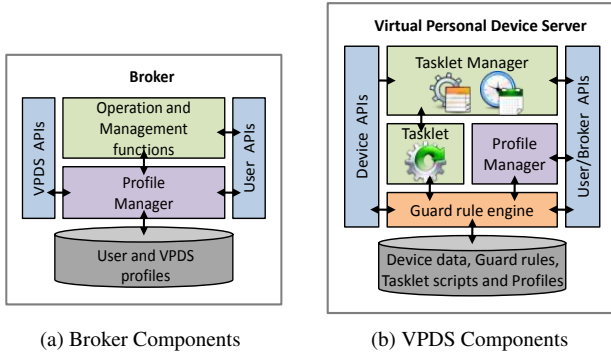 Broker
VPDS APIs
Operation and
Management
functions
User APIs
Profile
Manager
User and VPDS
profiles
(a) Broker Components
Virtual Personal Device Server
Device APIs
Tasklet Manager
User/Broker APIs
Tasklet
Profile
Manager
Guard rule engine
Device data, Guard rules,
Tasklet scripts and Profiles
(b) VPDS Components